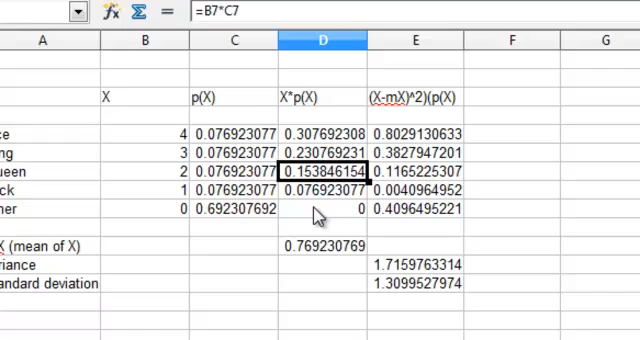 =B7*C7
A B C D E F G
X p(X) X*p(X) (X-mX)^2)(p(X)
ce 4 0.076923077 0.307692308 0.8029130633
ng 3 0.076923077 0.230769231 0.3827947201
ueen 2 0.076923077 0.153846154 0.1165225307
ck 1 0.076923077 0.076923077 0.0040964952
her 0 0.692307692 0 0.4096495221
X (mean of X) 0.769230769
riance 1.7159763314
andard deviation 1.3099527974